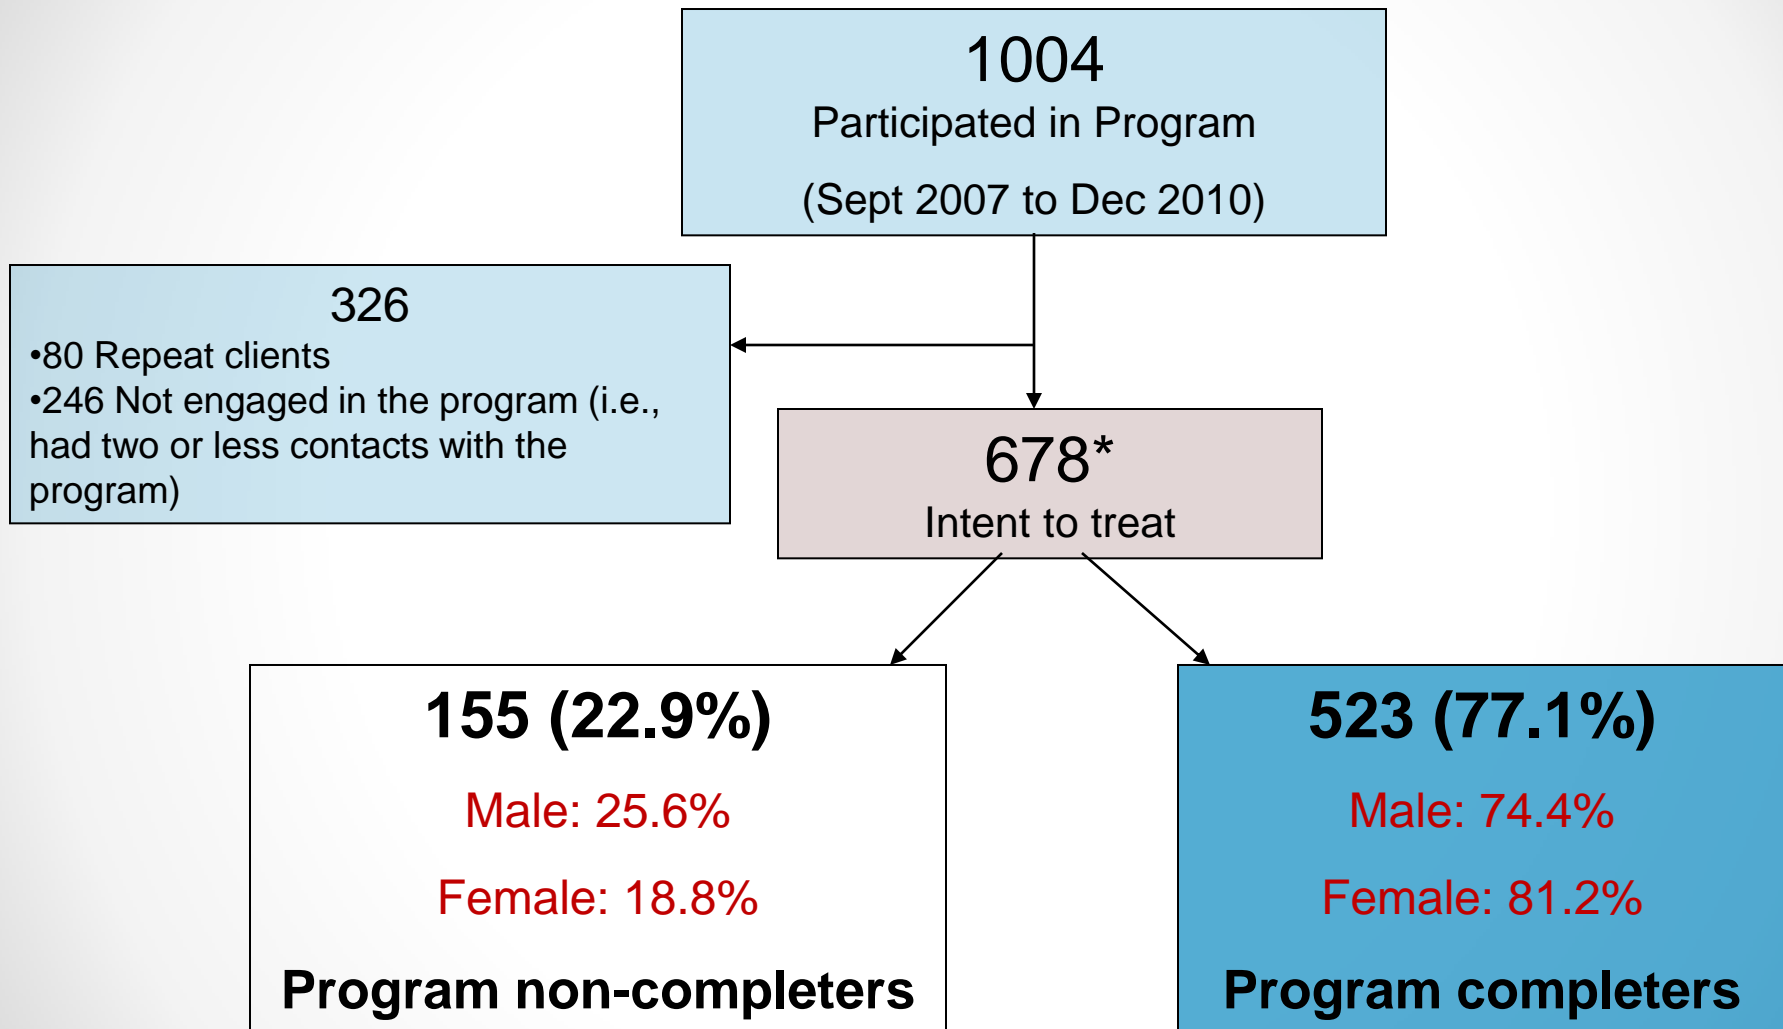 1004
Participated in Program
(Sept 2007 to Dec 2010)
326
•80 Repeat clients
•246 Not engaged in the program (i.e.,
had two or less contacts with the
program)
678*
Intent to treat
155 (22.9%)
Male: 25.6%
Female: 18.8%
Program non-completers
523 (77.1%)
Male: 74.4%
Female: 81.2%
Program completers